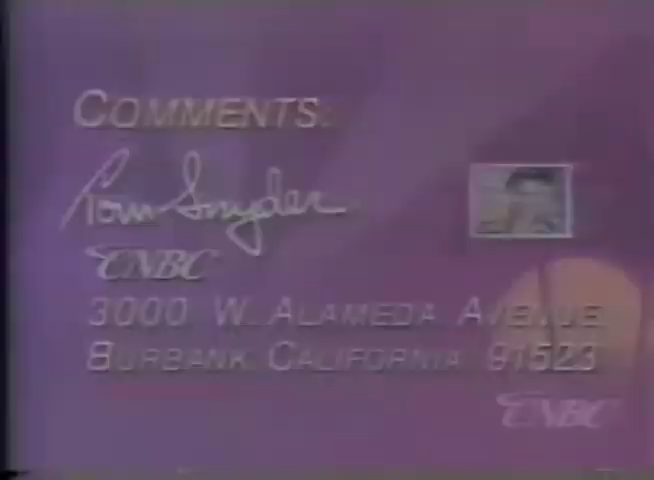 COMMENTS:
Tom Snyder
CNBC
3000 W. ALAMEDA AVENUE
BURBANK, CALIFORNIA 91523
CNBC